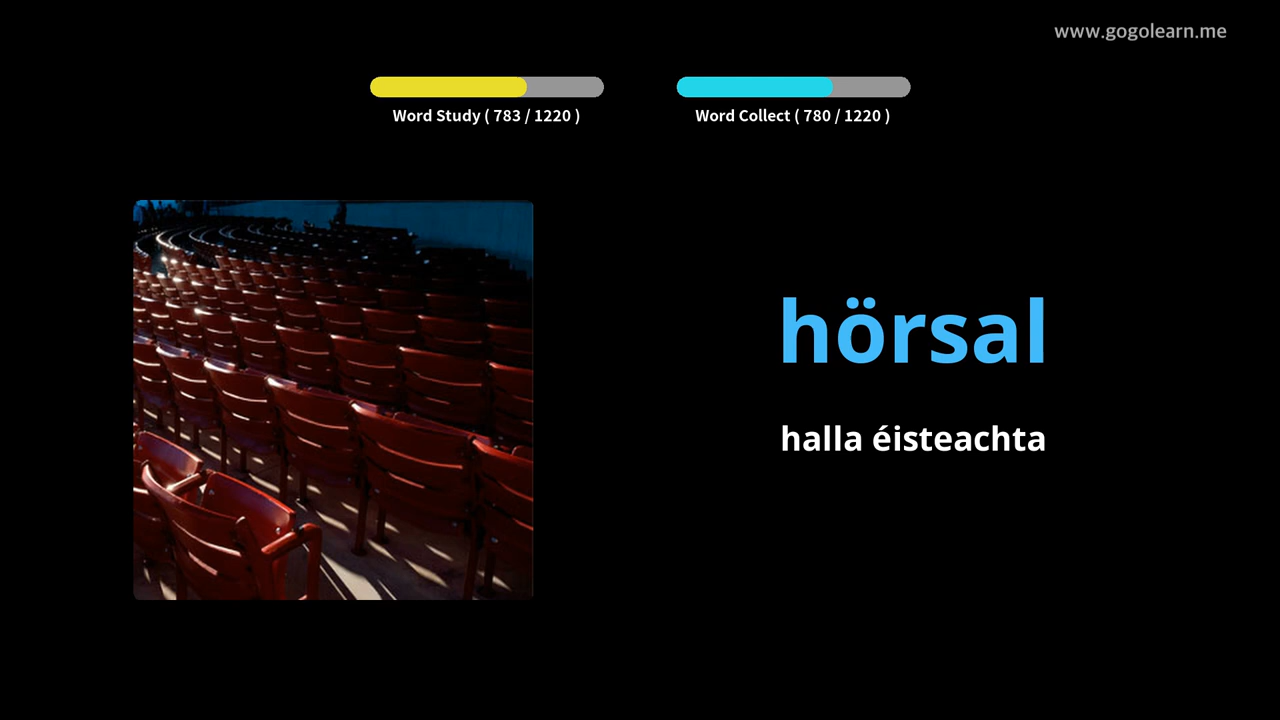 www.gogolearn.me
Word Study ( 783 / 1220 )
Word Collect ( 780 / 1220 )
hörsal
halla éisteachta